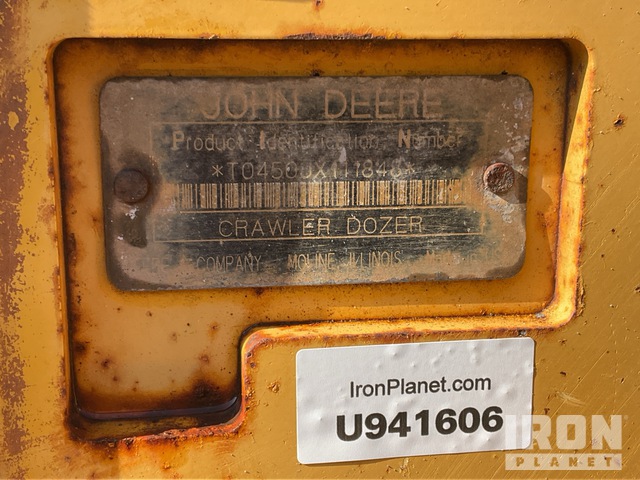 JOHN DEERE
Product Identification Number
CRAWLER DOZER
COMPANY MOLINE ILLINOIS
IronPlanet.com
U941606
IRON
PLANET